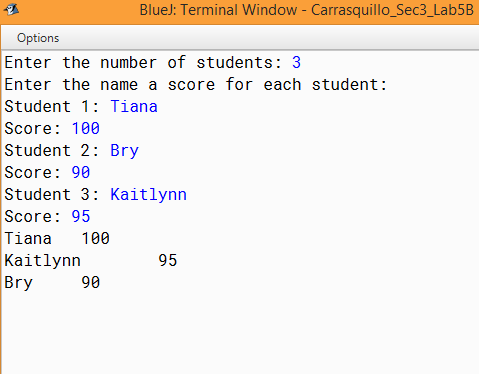 BlueJ: Terminal Window - Carrasquillo_Sec3_Lab5B
Options
Enter the number of students: 3
Enter the name a score for each student:
Student 1: Tiana
Score: 100
Student 2: Bry
Score: 90
Student 3: Kaitlynn
Score: 95
Tiana   100
Kaitlynn        95
Bry     90